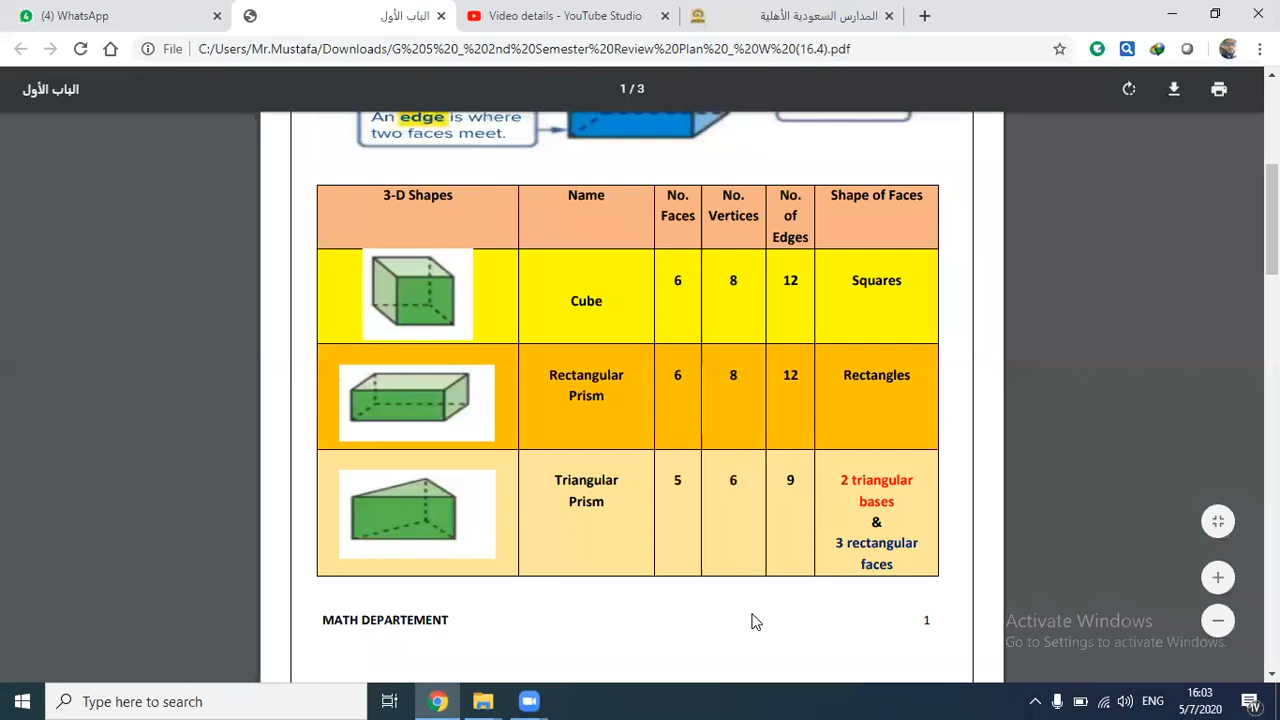 (4) WhatsApp
الباب الأول
Video details - YouTube Studio
المدارس السعودية الأهلية
File
C:/Users/Mr.Mustafa/Downloads/G%205%20_%202nd%20Semester%20Review%20Plan%20_%20W%20(16.4).pdf
الباب الأول
1 / 3
An edge is where
two faces meet.
3-D Shapes
Name
No.
Faces
No.
Vertices
No.
of
Edges
Shape of Faces
Cube
6
8
12
Squares
Rectangular
Prism
6
8
12
Rectangles
Triangular
Prism
5
6
9
2 triangular
bases
&
3 rectangular
faces
MATH DEPARTEMENT
1
Activate Windows
Go to Settings to activate Windows.
Type here to search
ENG
16:03
5/7/2020